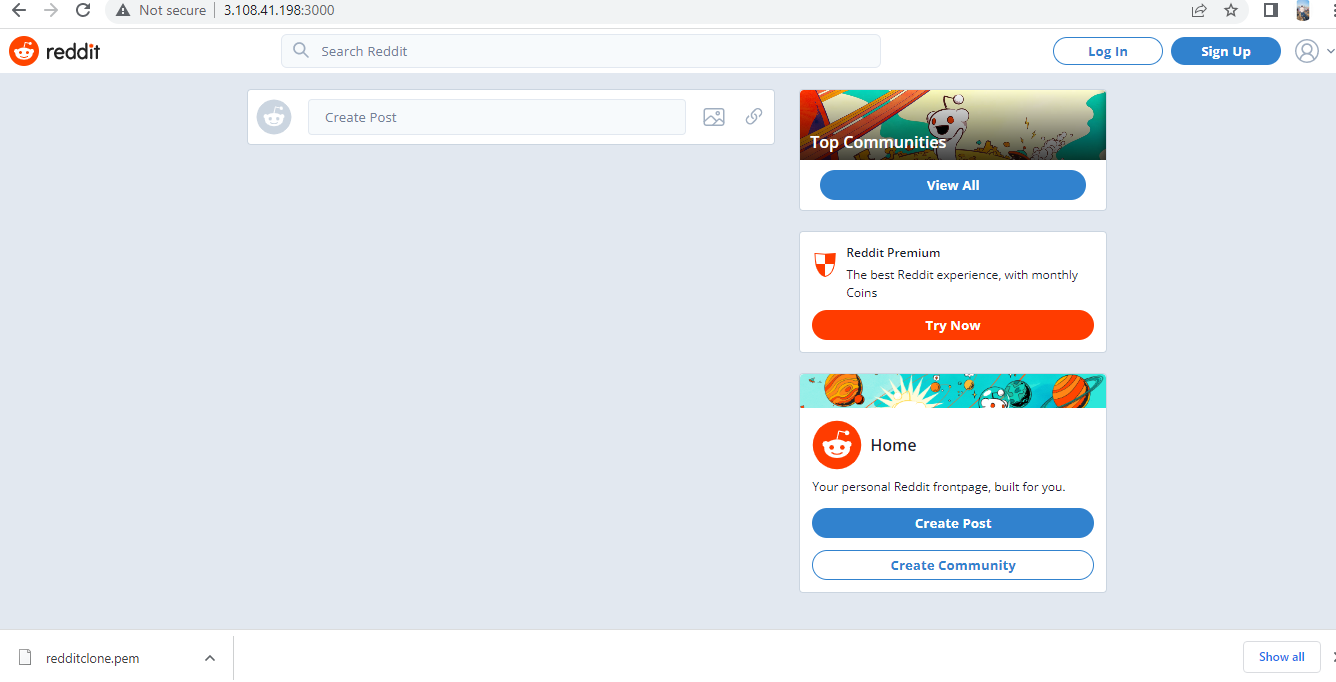 Not secure | 3.108.41.198:3000
reddit
Search Reddit
Log In
Sign Up
Create Post
Top Communities
View All
Reddit Premium
The best Reddit experience, with monthly
Coins
Try Now
Home
Your personal Reddit frontpage, built for you.
Create Post
Create Community
redditclone.pem
Show all